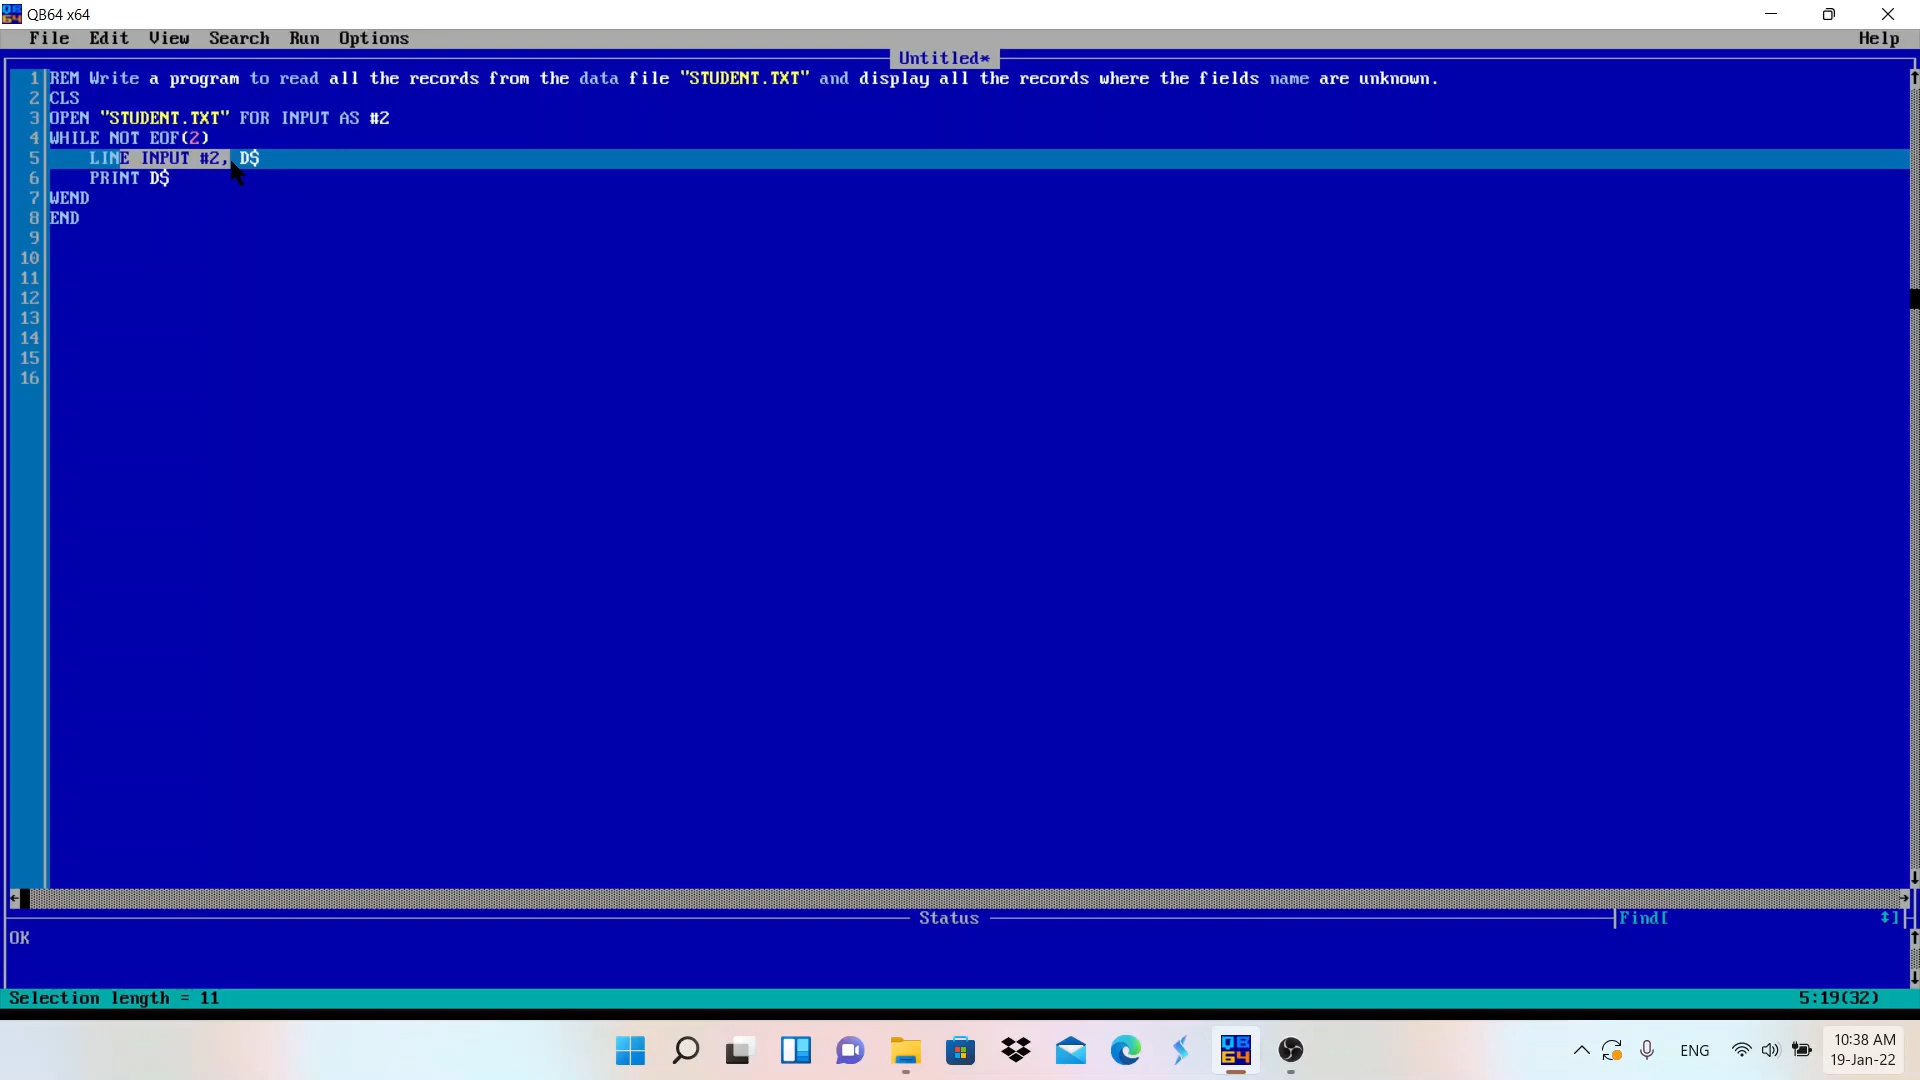 QB64 x64
File Edit View Search Run Options Help
Untitled*
1 REM Write a program to read all the records from the data file "STUDENT.TXT" and display all the records where the fields name are unknown.
2 CLS
3 OPEN "STUDENT.TXT" FOR INPUT AS #2
4 WHILE NOT EOF(2)
5 LINE INPUT #2, D$
6 PRINT D$
7 WEND
8 END
9
10
11
12
13
14
15
16
Status
Find[ ]
OK
Selection length = 11 5:19(32)
QB64
ENG
10:38 AM
19-Jan-22